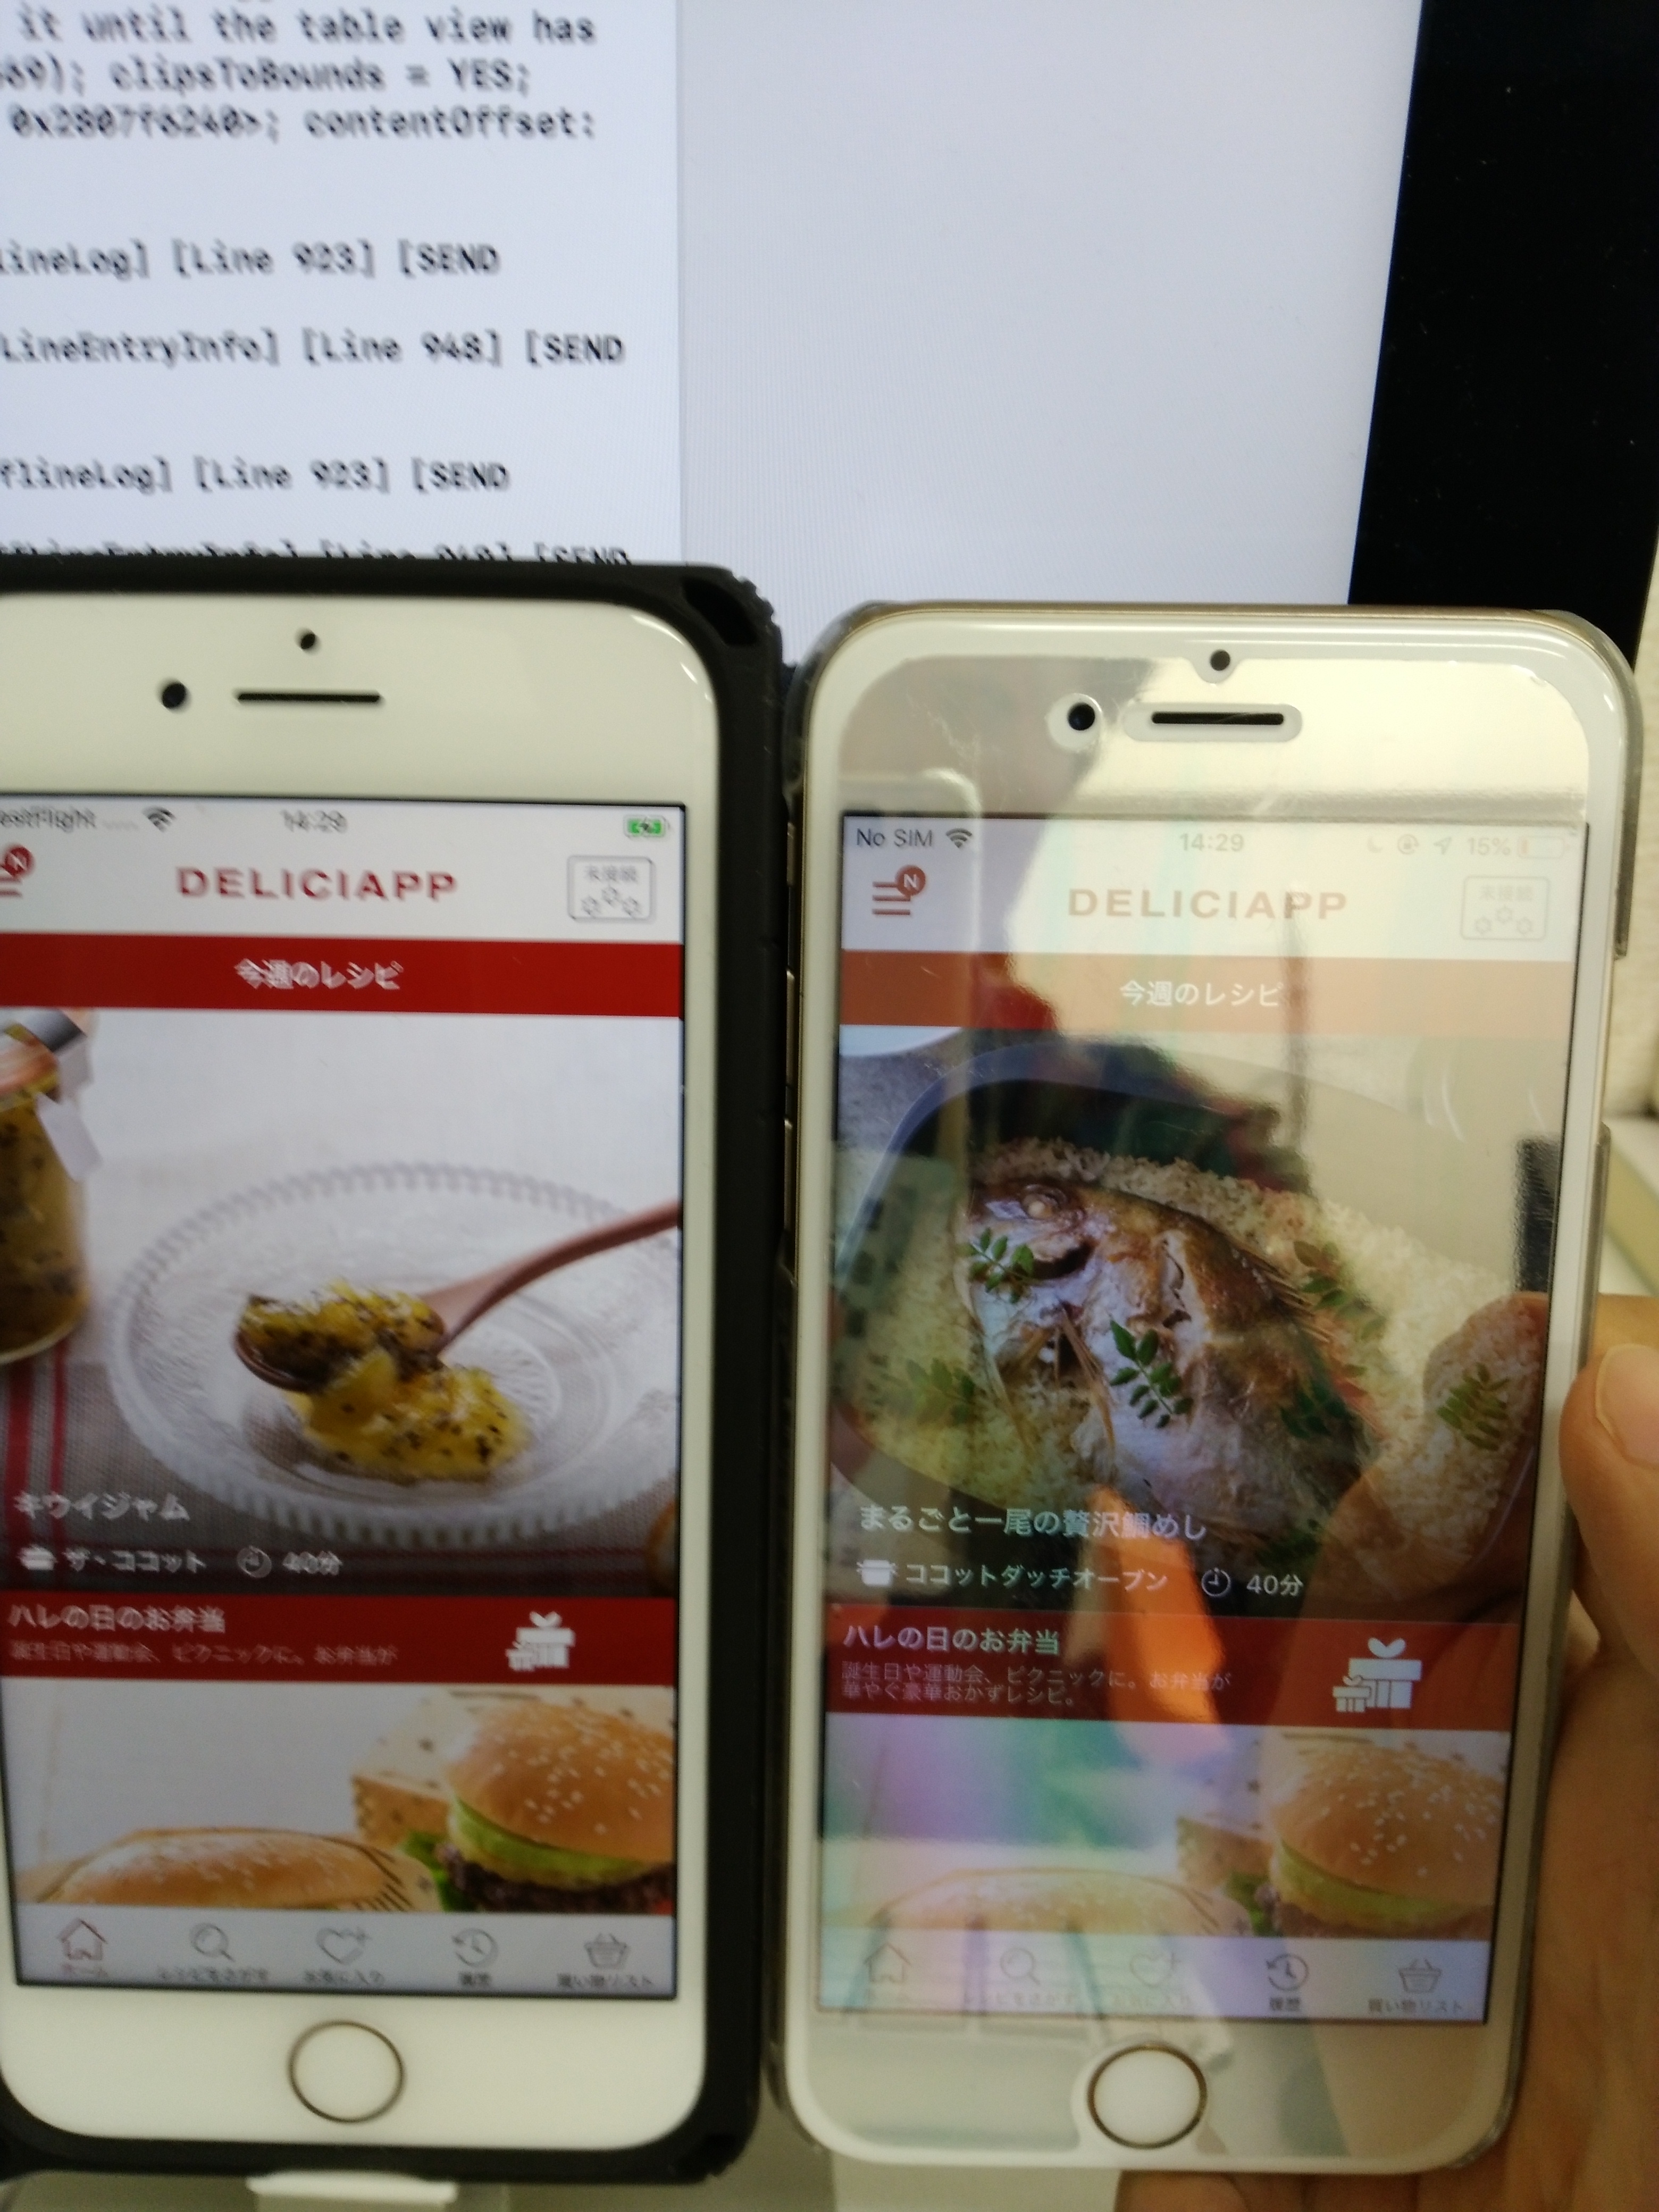 it until the table view has
); clipsToBounds = YES;
0x2807f6240>; contentOffset:
lineLog] [Line 923] [SEND
LineEntryInfo] [Line 948] [SEND
flineLog] [Line 923] [SEND
estFlight
14:29
N
DELICIAPP
未接続
今週のレシピ
キウイジャム
ザ・ココット
40分
ハレの日のお弁当
誕生日や運動会、ピクニックに。お弁当が
ホーム
レシピをさがす
お気に入り
履歴
買い物リスト
No SIM
14:29
15%
N
DELICIAPP
未接続
今週のレシピ
まるごと一尾の贅沢鯛めし
ココットダッチオーブン
40分
ハレの日のお弁当
誕生日や運動会、ピクニックに。お弁当が
華やぐ豪華おかずレシピ。
履歴
買い物リスト